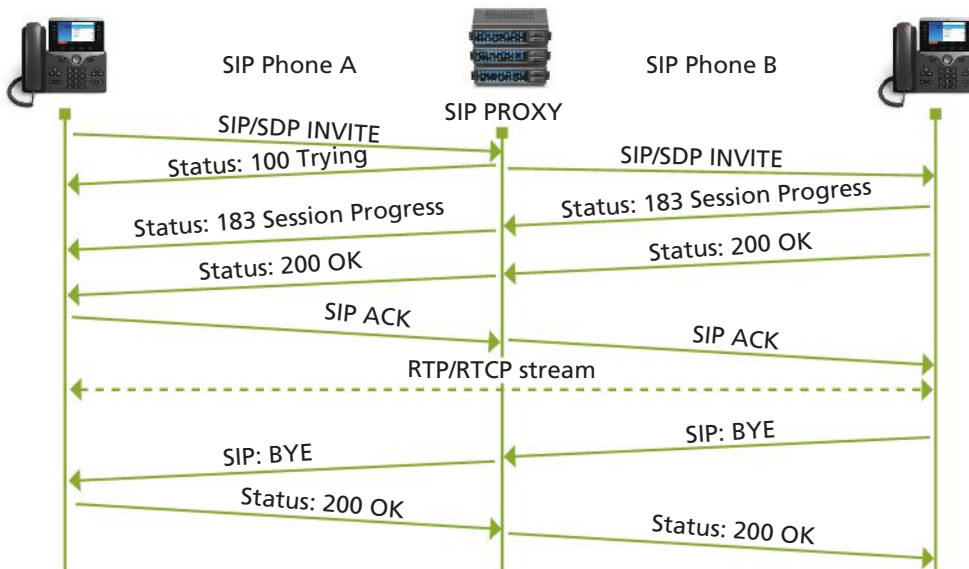 SIP Phone A
SIP Phone B
SIP PROXY
SIP/SDP INVITE
Status: 100 Trying
SIP/SDP INVITE
Status: 183 Session Progress
Status: 183 Session Progress
Status: 200 OK
Status: 200 OK
SIP ACK
SIP ACK
RTP/RTCP stream
SIP: BYE
SIP: BYE
Status: 200 OK
Status: 200 OK